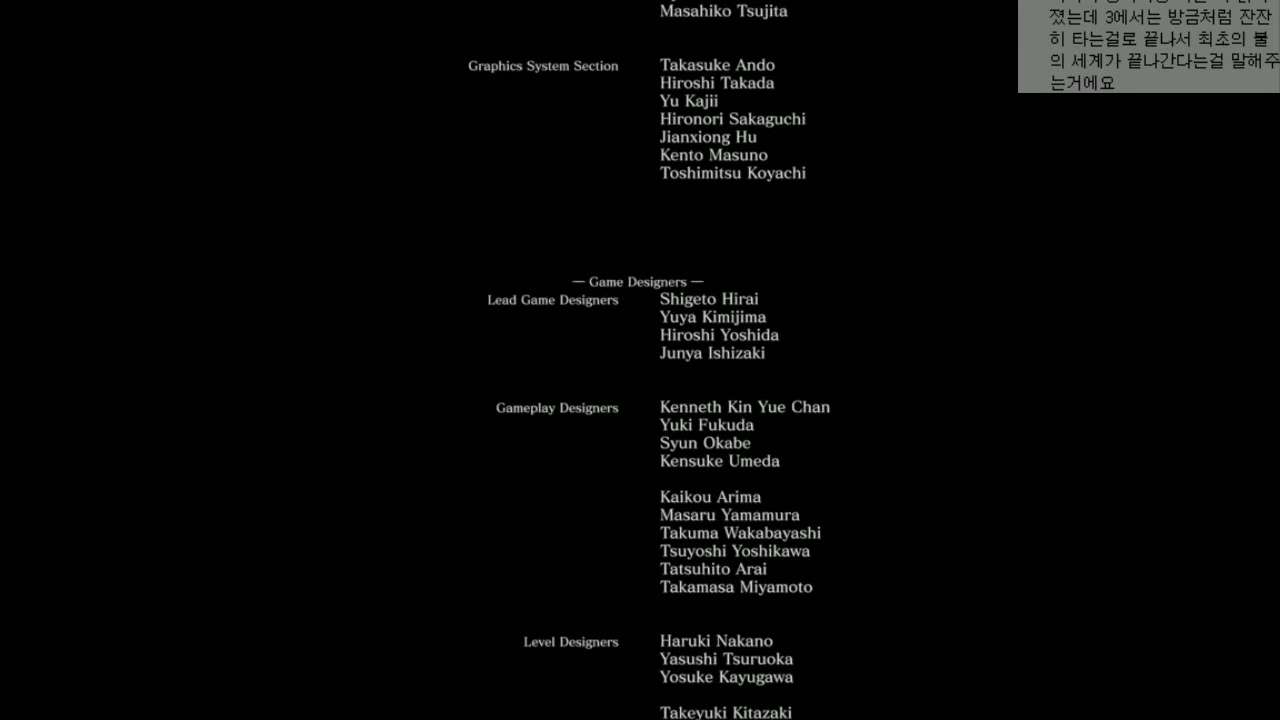 Masahiko Tsujita
Graphics System Section
Takasuke Ando
Hiroshi Takada
Yu Kajii
Hironori Sakaguchi
Jianxiong Hu
Kento Masuno
Toshimitsu Koyachi
— Game Designers —
Lead Game Designers
Shigeto Hirai
Yuya Kimijima
Hiroshi Yoshida
Junya Ishizaki
Gameplay Designers
Kenneth Kin Yue Chan
Yuki Fukuda
Syun Okabe
Kensuke Umeda
Kaikou Arima
Masaru Yamamura
Takuma Wakabayashi
Tsuyoshi Yoshikawa
Tatsuhito Arai
Takamasa Miyamoto
Level Designers
Haruki Nakano
Yasushi Tsuruoka
Yosuke Kayugawa
Takeyuki Kitazaki
졌는데 3에서는 방금처럼 잔잔
히 타는걸로 끝나서 최초의 불
의 세계가 끝나간다는걸 말해주
는거에요